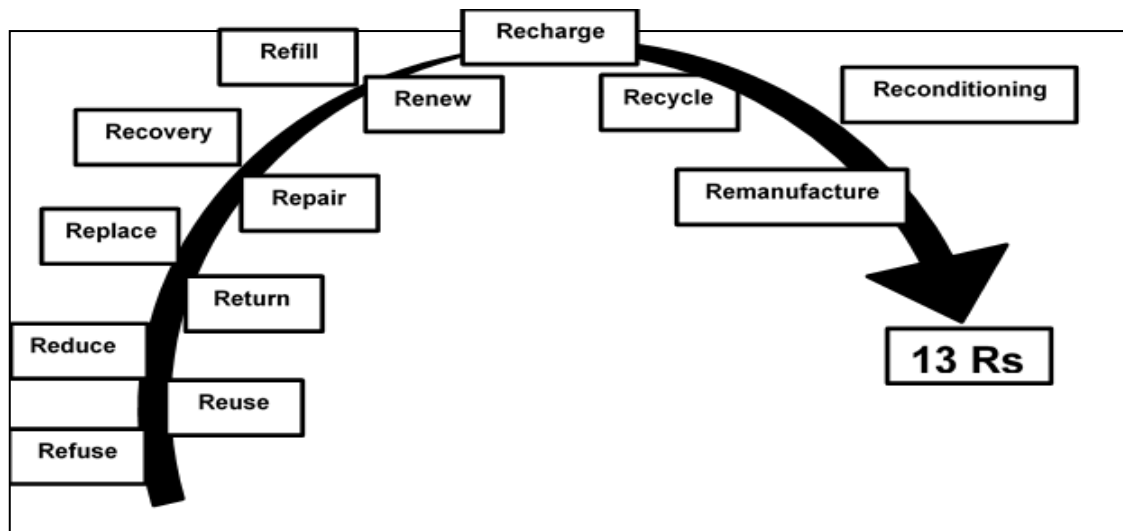 Recharge
Refill
Reconditioning
Renew
Recycle
Recovery
Remanufacture
Repair
Replace
Return
Reduce
13 Rs
Reuse
Refuse